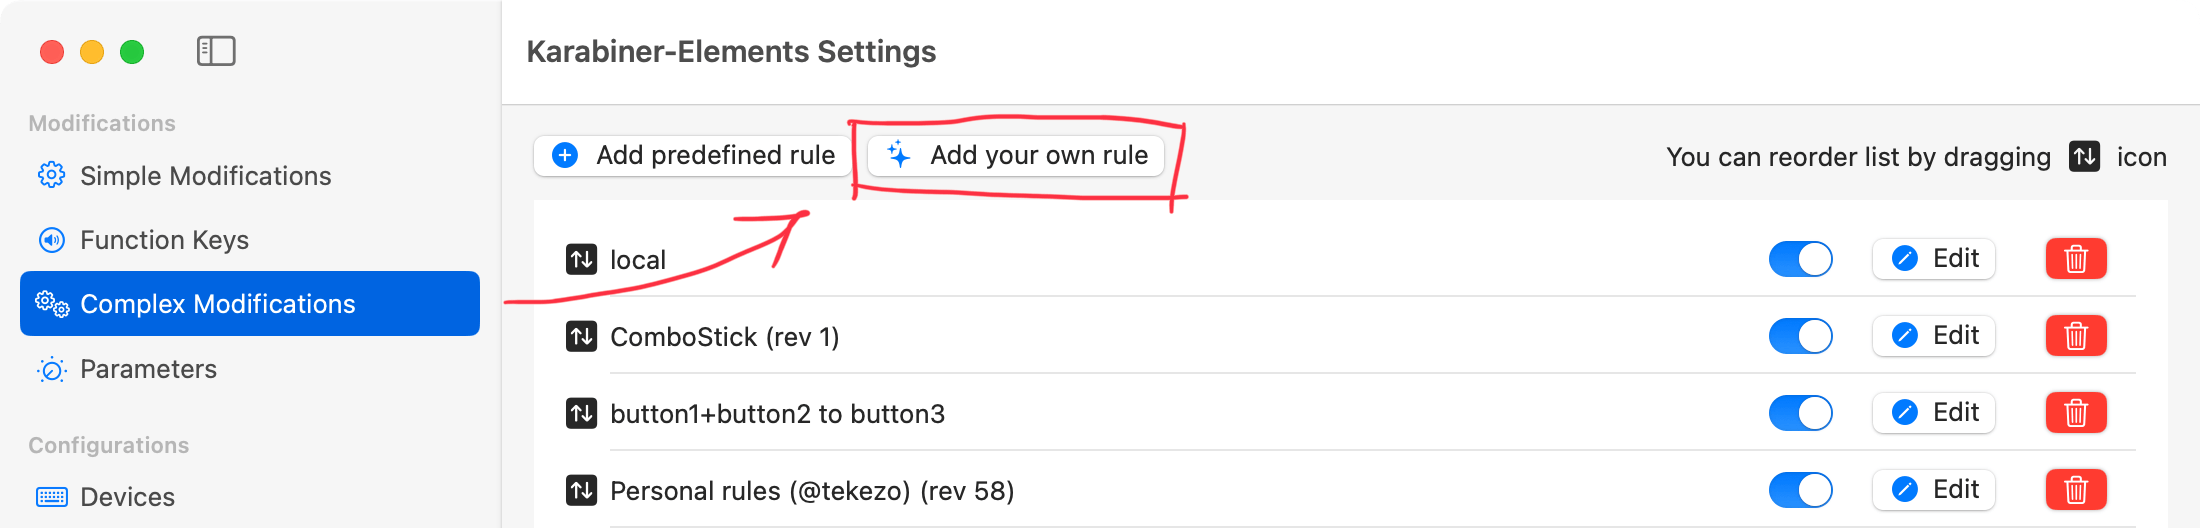 Karabiner-Elements Settings
Modifications
Simple Modifications
Function Keys
Complex Modifications
Parameters
Configurations
Devices
Add predefined rule
Add your own rule
You can reorder list by dragging icon
local
Edit
ComboStick (rev 1)
Edit
button1+button2 to button3
Edit
Personal rules (@tekezo) (rev 58)
Edit